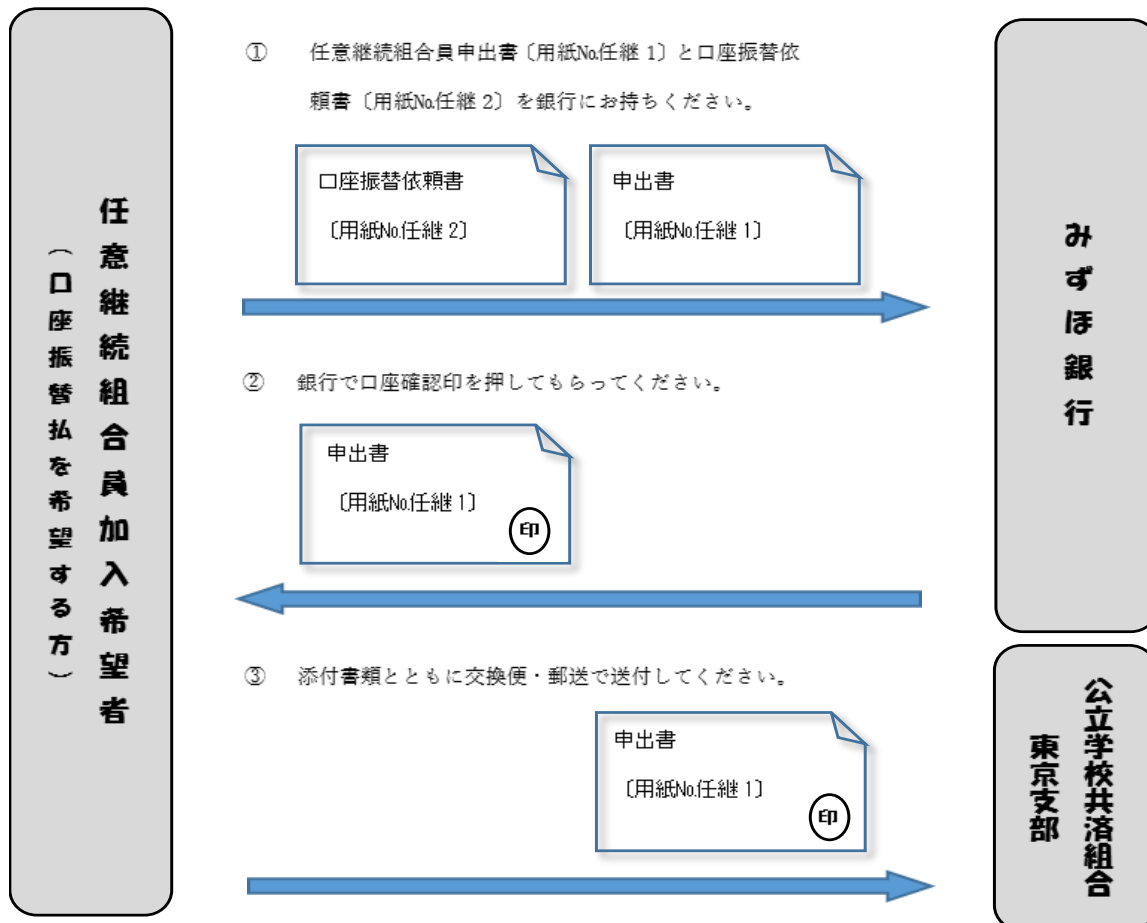 任意継続組合員加入希望者
（口座振替払を希望する方）
① 任意継続組合員申出書〔用紙№任継 1〕と口座振替依
頼書〔用紙№任継 2〕を銀行にお持ちください。
口座振替依頼書
〔用紙№任継 2〕
申出書
〔用紙№任継 1〕
② 銀行で口座確認印を押してもらってください。
申出書
〔用紙№任継 1〕
印
③ 添付書類とともに交換便・郵送で送付してください。
申出書
〔用紙№任継 1〕
印
みずほ銀行
公立学校共済組合
東京支部